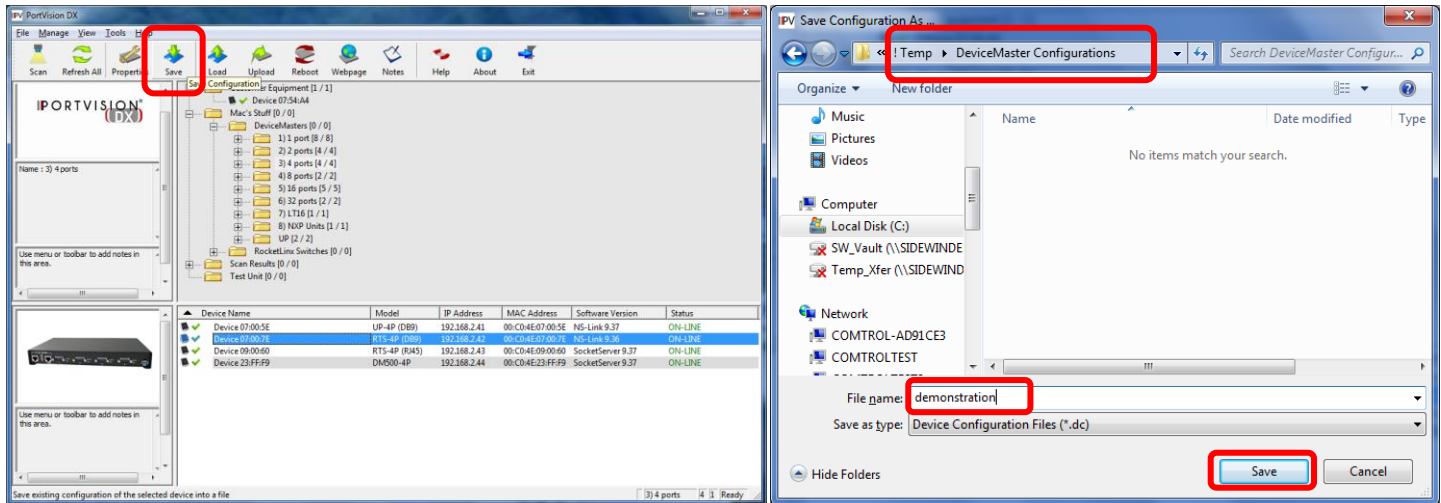 PortVision DX
File Manage View Tools
Scan Refresh All Save Load Upload Reboot Webpage Notes Help About Exit
Configuration
PORTVISION® DX
Name : 3) 4 ports
Use menu or toolbar to add notes in this area.
Equipment [1 / 1]
Device 07:54:A4
Mac's Stuff [0 / 0]
DeviceMasters [0 / 0]
1) 1 port [8 / 8]
2) 2 ports [4 / 4]
3) 4 ports [4 / 4]
4) 8 ports [2 / 2]
5) 16 ports [5 / 5]
6) 32 ports [2 / 2]
7) LT16 [1 / 1]
8) NXP Units [1 / 1]
UP [2 / 2]
RocketLinx Switches [0 / 0]
Scan Results [0 / 0]
Test Unit [0 / 0]
Device Name Model IP Address MAC Address Software Version Status
Device 07:00:5E UP-4P (DB9) 192.168.2.41 00:C0:4E:07:00:5E NS-Link 9.37 ON-LINE
Device 07:00:7E RTS-4P (DB9) 192.168.2.42 00:C0:4E:07:00:7E NS-Link 9.36 ON-LINE
Device 09:00:60 RTS-4P (RJ45) 192.168.2.43 00:C0:4E:09:00:60 SocketServer 9.37 ON-LINE
Device 23:FF:F9 DM500-4P 192.168.2.44 00:C0:4E:23:FF:F9 SocketServer 9.37 ON-LINE
Use menu or toolbar to add notes in this area.
Save existing configuration of the selected device into a file
3) 4 ports 4 1 Ready
Save Configuration As ...
« ! Temp DeviceMaster Configurations
Search DeviceMaster Configur...
Organize New folder
Music
Pictures
Videos
Computer
Local Disk (C:)
SW_Vault (\\SIDEWINDE
Temp_Xfer (\\SIDEWIND
Network
COMTROL-AD91CE3
COMTROLTEST
Name Date modified Type
No items match your search.
File name: demonstration
Save as type: Device Configuration Files (*.dc)
Hide Folders
Save Cancel